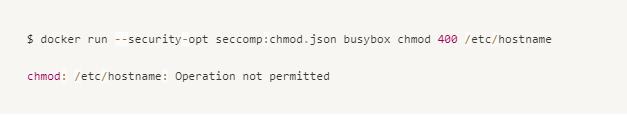 $ docker run --security-opt seccomp:chmod.json busybox chmod 400 /etc/hostname
chmod: /etc/hostname: Operation not permitted